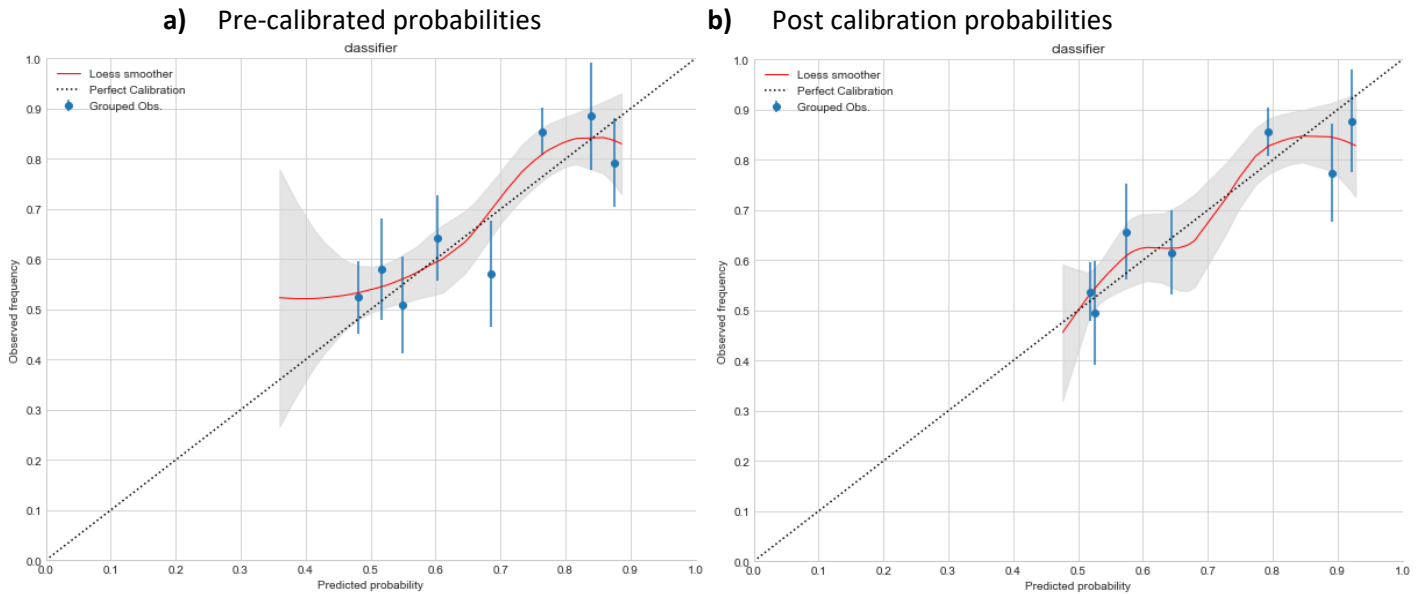 a) Pre-calibrated probabilities
classifier
Loess smoother
Perfect Calibration
Grouped Obs.
1.0
0.9
0.8
0.7
0.6
0.5
0.4
0.3
0.2
0.1
0.0
Observed frequency
0.0 0.1 0.2 0.3 0.4 0.5 0.6 0.7 0.8 0.9 1.0
Predicted probability
b) Post calibration probabilities
classifier
Loess smoother
Perfect Calibration
Grouped Obs.
1.0
0.9
0.8
0.7
0.6
0.5
0.4
0.3
0.2
0.1
0.0
Observed frequency
0.0 0.1 0.2 0.3 0.4 0.5 0.6 0.7 0.8 0.9 1.0
Predicted probability